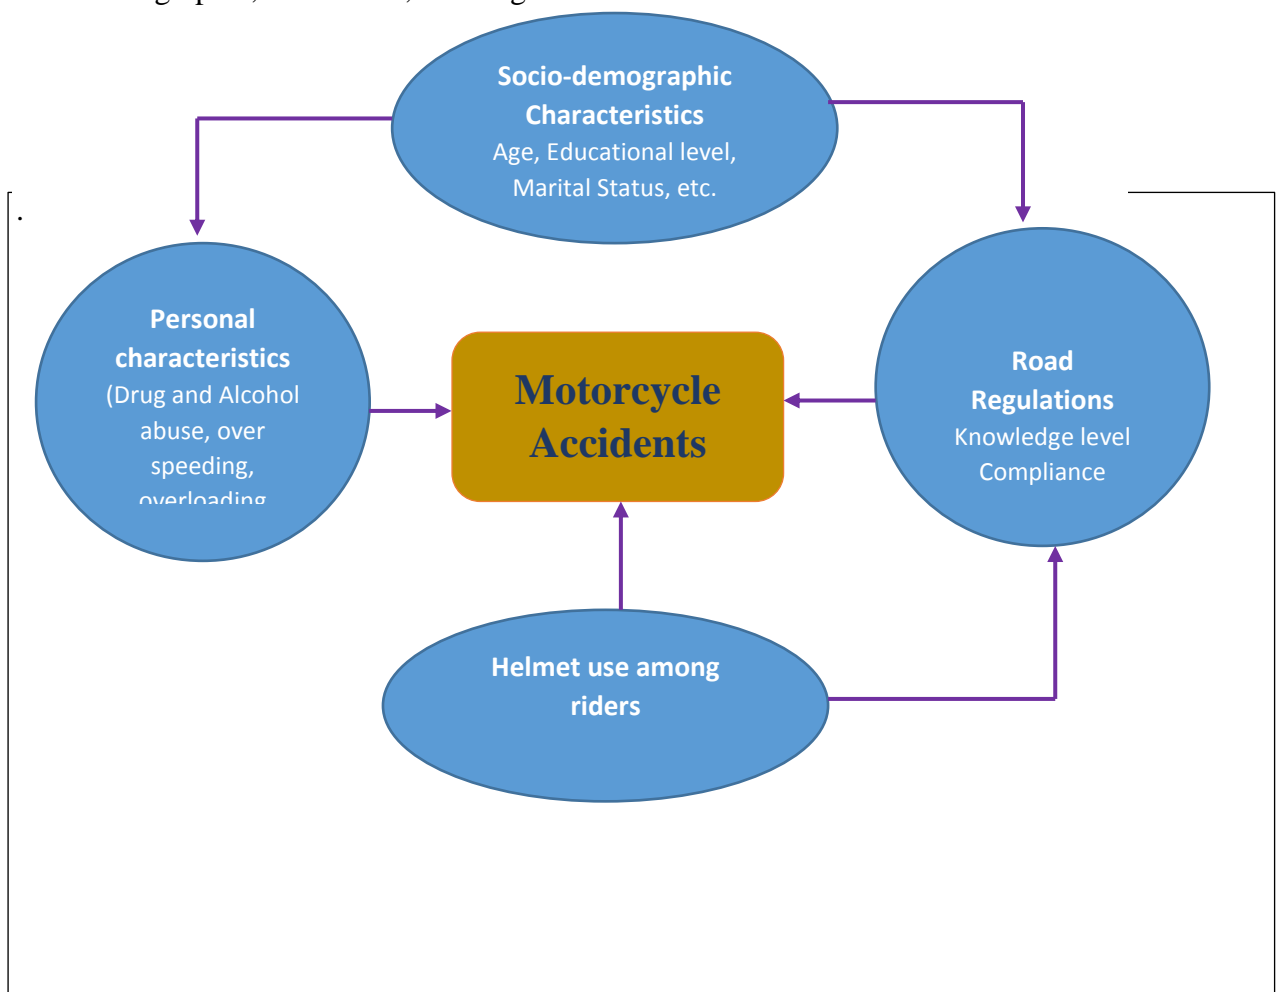 Socio-demographic
Characteristics
Age, Educational level,
Marital Status, etc.
.
Personal
characteristics
(Drug and Alcohol
abuse, over
speeding,
overloading
Motorcycle
Accidents
Road
Regulations
Knowledge level
Compliance
Helmet use among
riders